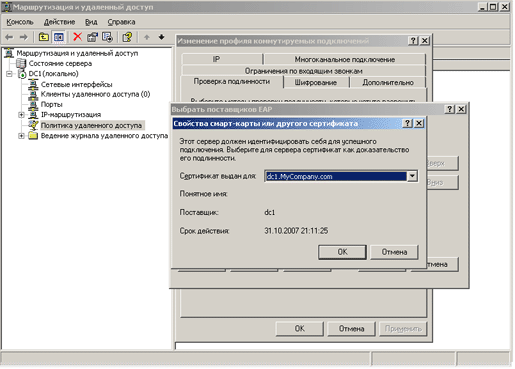 Маршрутизация и удаленный доступ
Консоль Действие Вид Справка
Маршрутизация и удаленный доступ
Состояние сервера
DC1(локально)
Сетевые интерфейсы
Клиенты удаленного доступа (0)
Порты
IP-маршрутизация
Политика удаленного доступа
Ведение журнала удаленного доступа
Изменение профиля коммутируемых подключений
IP Многоканальное подключение
Ограничения по входящим звонкам
Проверка подлинности Шифрование Дополнительно
Выбрать поставщиков EAP
Свойства смарт-карты или другого сертификата
Этот сервер должен идентифицировать себя для успешного
подключения. Выберите для сервера сертификат как доказательство
его подлинности.
Сертификат выдан для: dc1.MyCompany.com
Понятное имя:
Поставщик: dc1
Срок действия: 31.10.2007 21:11:25
OK Отмена
верх
Вниз
тмена
OK Отмена Применить